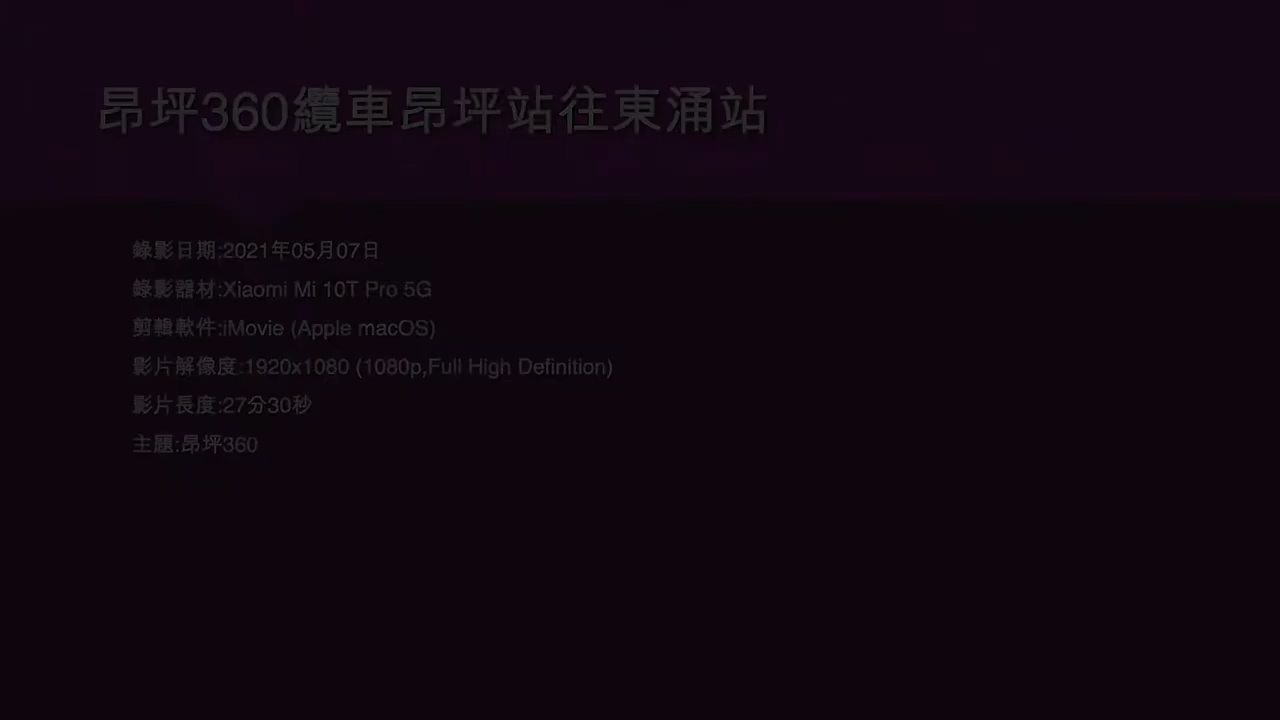 昂坪360纜車昂坪站往東涌站
錄影日期:2021年05月07日
錄影器材:Xiaomi Mi 10T Pro 5G
剪輯軟件:iMovie (Apple macOS)
影片解像度:1920x1080 (1080p,Full High Definition)
影片長度:27分30秒
主題:昂坪360